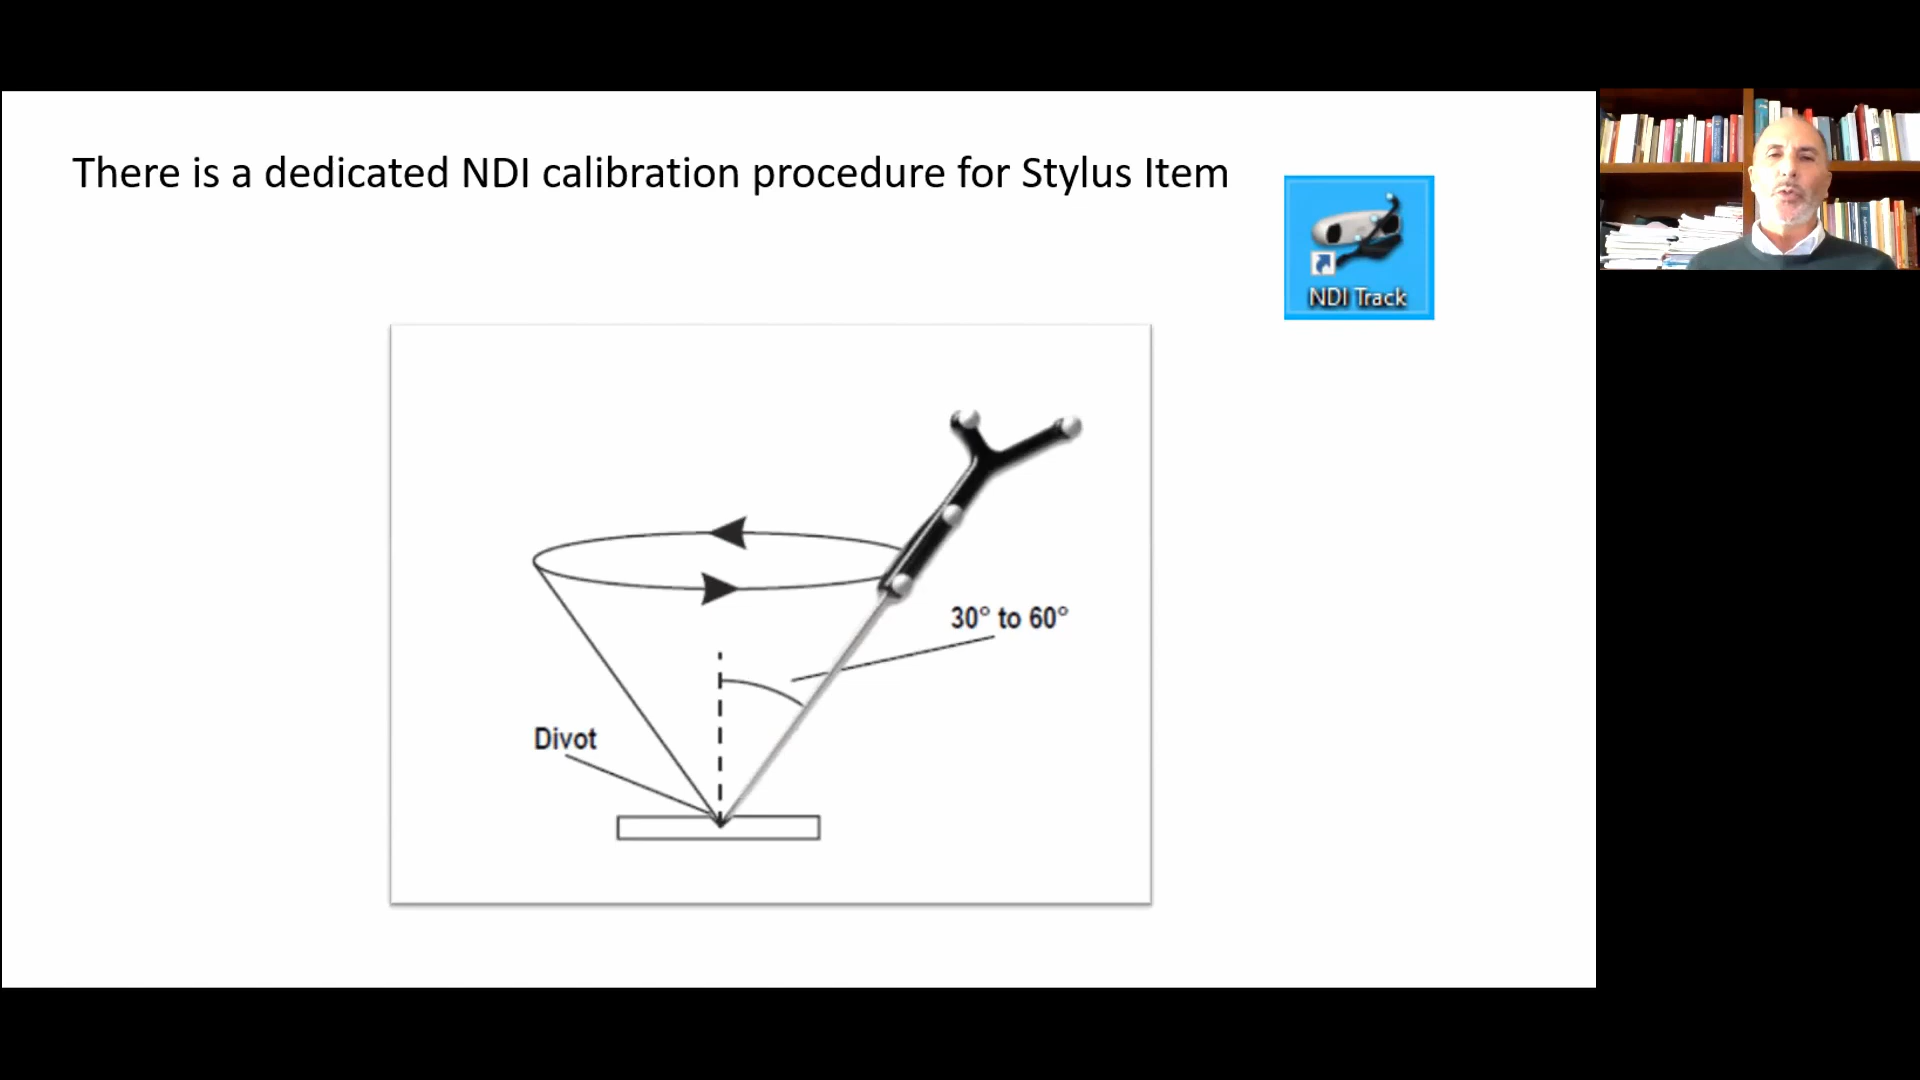 There is a dedicated NDI calibration procedure for Stylus Item
NDI Track
30° to 60°
Divot